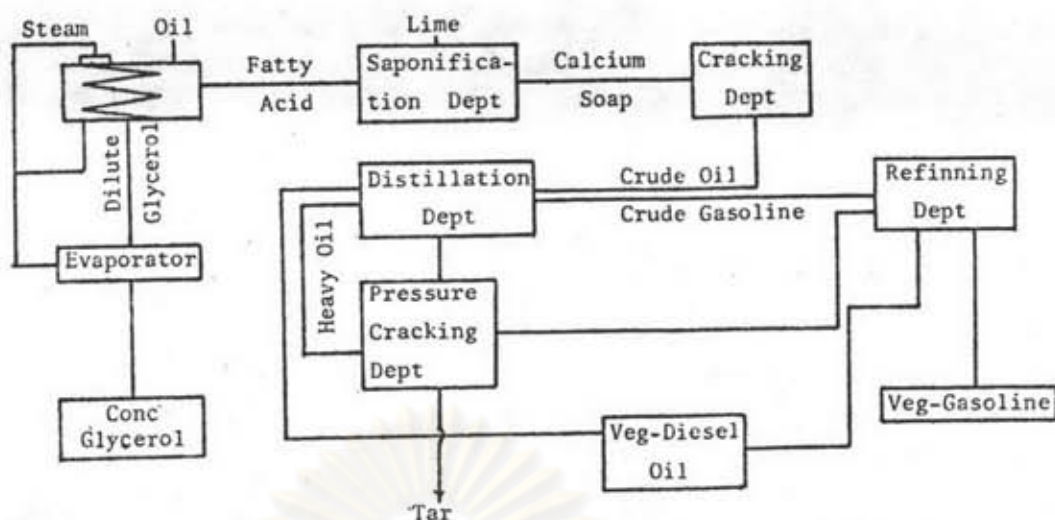 Steam
Oil
Lime
Fatty
Acid
Saponifica-
tion Dept
Calcium
Soap
Cracking
Dept
Dilute
Glycerol
Distillation
Dept
Crude Oil
Crude Gasoline
Refinning
Dept
Evaporator
Heavy Oil
Pressure
Cracking
Dept
Conc
Glycerol
Veg-Diesel
Oil
Veg-Gasoline
Tar